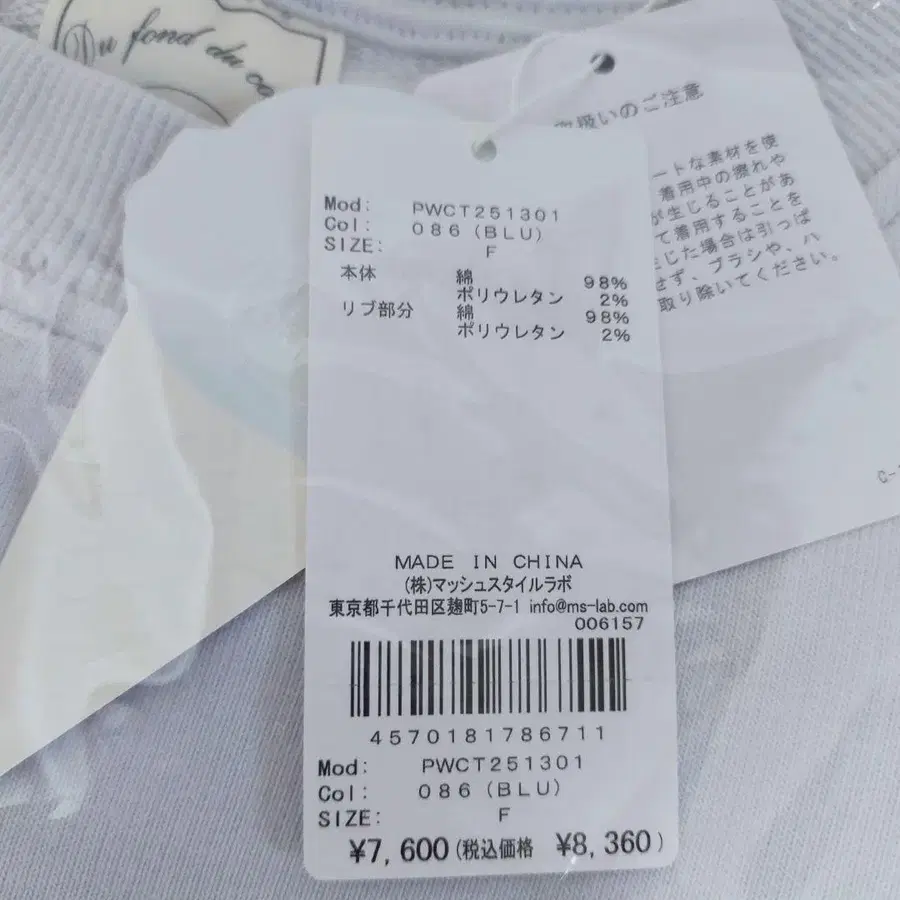 Du fond du
取扱いのご注意
ートな素材を使
着用中の擦れや
が生じることがあ
て着用することを
生じた場合は引っぱ
せず、ブラシや、ハ
取り除いてください。
Mod: PWCT251301
Col: 086 (BLU)
SIZE: F
本体 綿 98%
ポリウレタン 2%
リブ部分 綿 98%
ポリウレタン 2%
MADE IN CHINA
(株)マッシュスタイルラボ
東京都千代田区麹町5-7-1 info@ms-lab.com
006157
4570181786711
Mod: PWCT251301
Col: 086 (BLU)
SIZE: F
¥7,600(税込価格 ¥8,360)